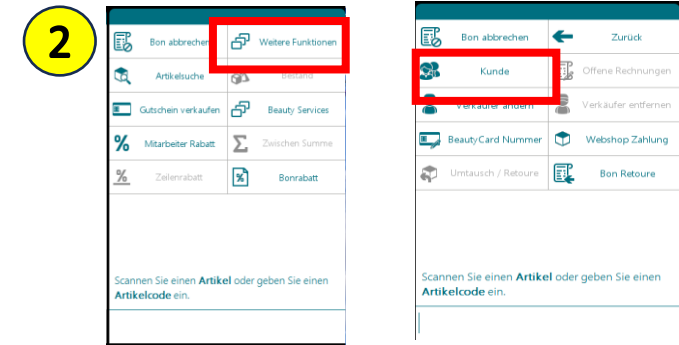 2
Bon abbrechen
Weitere Funktionen
Artikelsuche
Bestand
Gutschein verkaufen
Beauty Services
Mitarbeiter Rabatt
Zwischen Summe
Zeilenrabatt
Bonrabatt
Scannen Sie einen Artikel oder geben Sie einen
Artikelcode ein.
Bon abbrechen
Zurück
Kunde
Offene Rechnungen
Verkäufer ändern
Verkäufer entfernen
BeautyCard Nummer
Webshop Zahlung
Umtausch / Retoure
Bon Retoure
Scannen Sie einen Artikel oder geben Sie einen
Artikelcode ein.